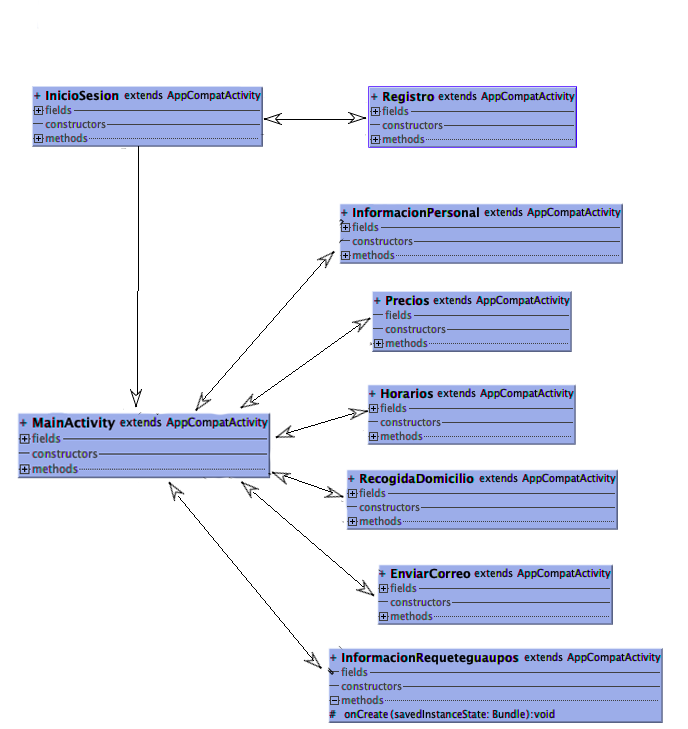 + InicioSesion extends AppCompatActivity
fields
constructors
methods
+ Registro extends AppCompatActivity
fields
constructors
methods
+ InformacionPersonal extends AppCompatActivity
fields
constructors
methods
+ Precios extends AppCompatActivity
fields
constructors
methods
+ Horarios extends AppCompatActivity
fields
constructors
methods
+ MainActivity extends AppCompatActivity
fields
constructors
methods
+ RecogidaDomicilio extends AppCompatActivity
fields
constructors
methods
+ EnviarCorreo extends AppCompatActivity
fields
constructors
methods
+ InformacionRequeteguaupos extends AppCompatActivity
fields
constructors
methods
# onCreate(savedInstanceState: Bundle):void